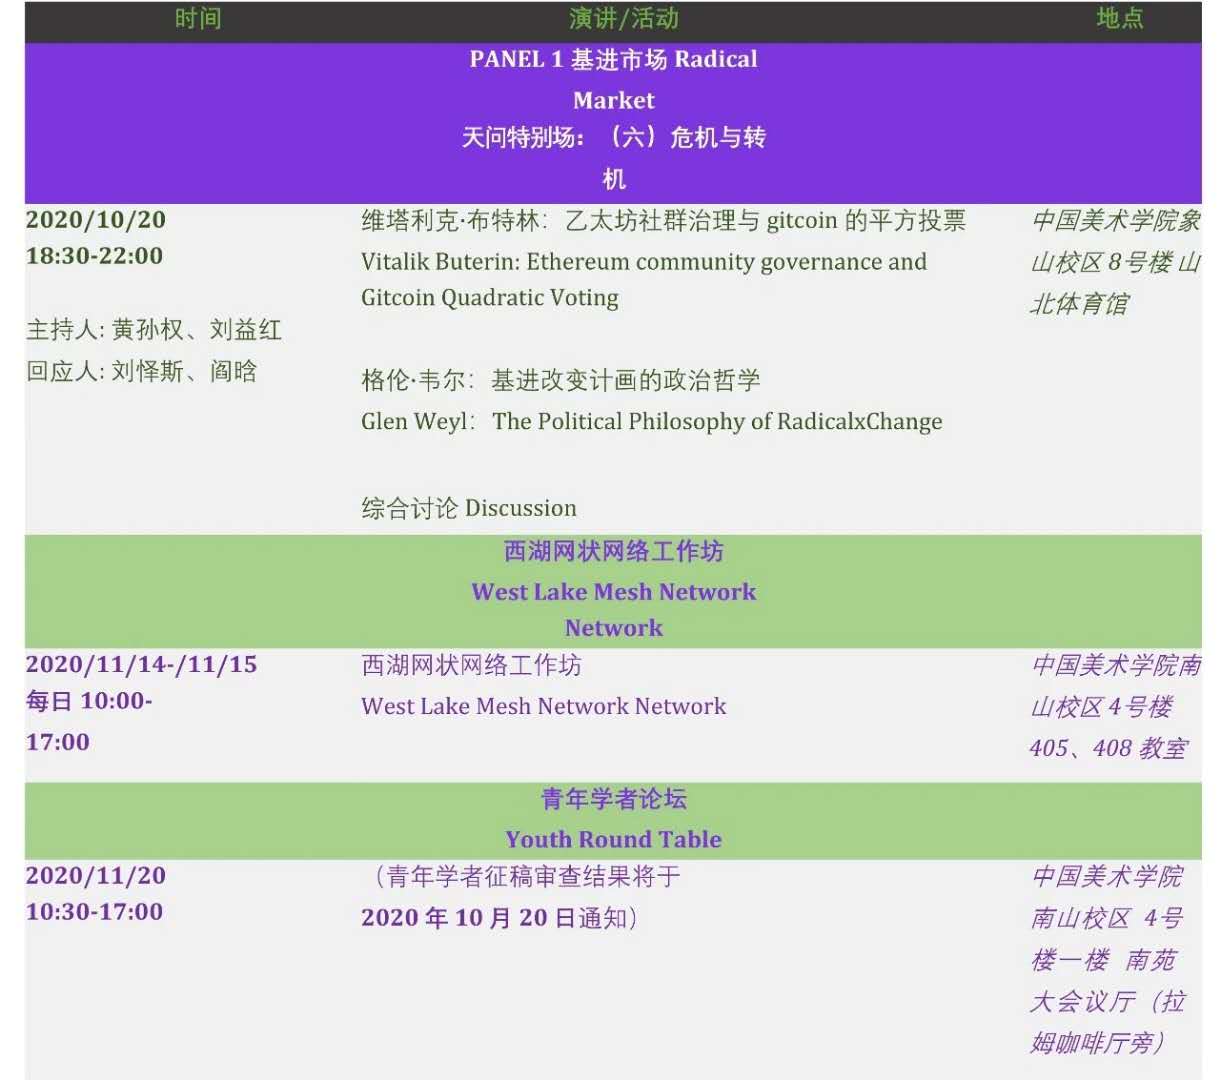 时间 演讲/活动 地点
PANEL 1 基进市场 Radical
Market
天问特别场：（六）危机与转
机
2020/10/20
18:30-22:00
主持人: 黄孙权、刘益红
回应人: 刘怿斯、阎晗
维塔利克·布特林：乙太坊社群治理与 gitcoin 的平方投票
Vitalik Buterin: Ethereum community governance and
Gitcoin Quadratic Voting
格伦·韦尔：基进改变计画的政治哲学
Glen Weyl：The Political Philosophy of RadicalxChange
综合讨论 Discussion
中国美术学院象
山校区 8号楼 山
北体育馆
西湖网状网络工作坊
West Lake Mesh Network
Network
2020/11/14-/11/15
每日 10:00-
17:00
西湖网状网络工作坊
West Lake Mesh Network Network
中国美术学院南
山校区 4号楼
405、408 教室
青年学者论坛
Youth Round Table
2020/11/20
10:30-17:00
（青年学者征稿审查结果将于
2020 年 10 月 20 日通知）
中国美术学院
南山校区 4号
楼一楼 南苑
大会议厅（拉
姆咖啡厅旁）